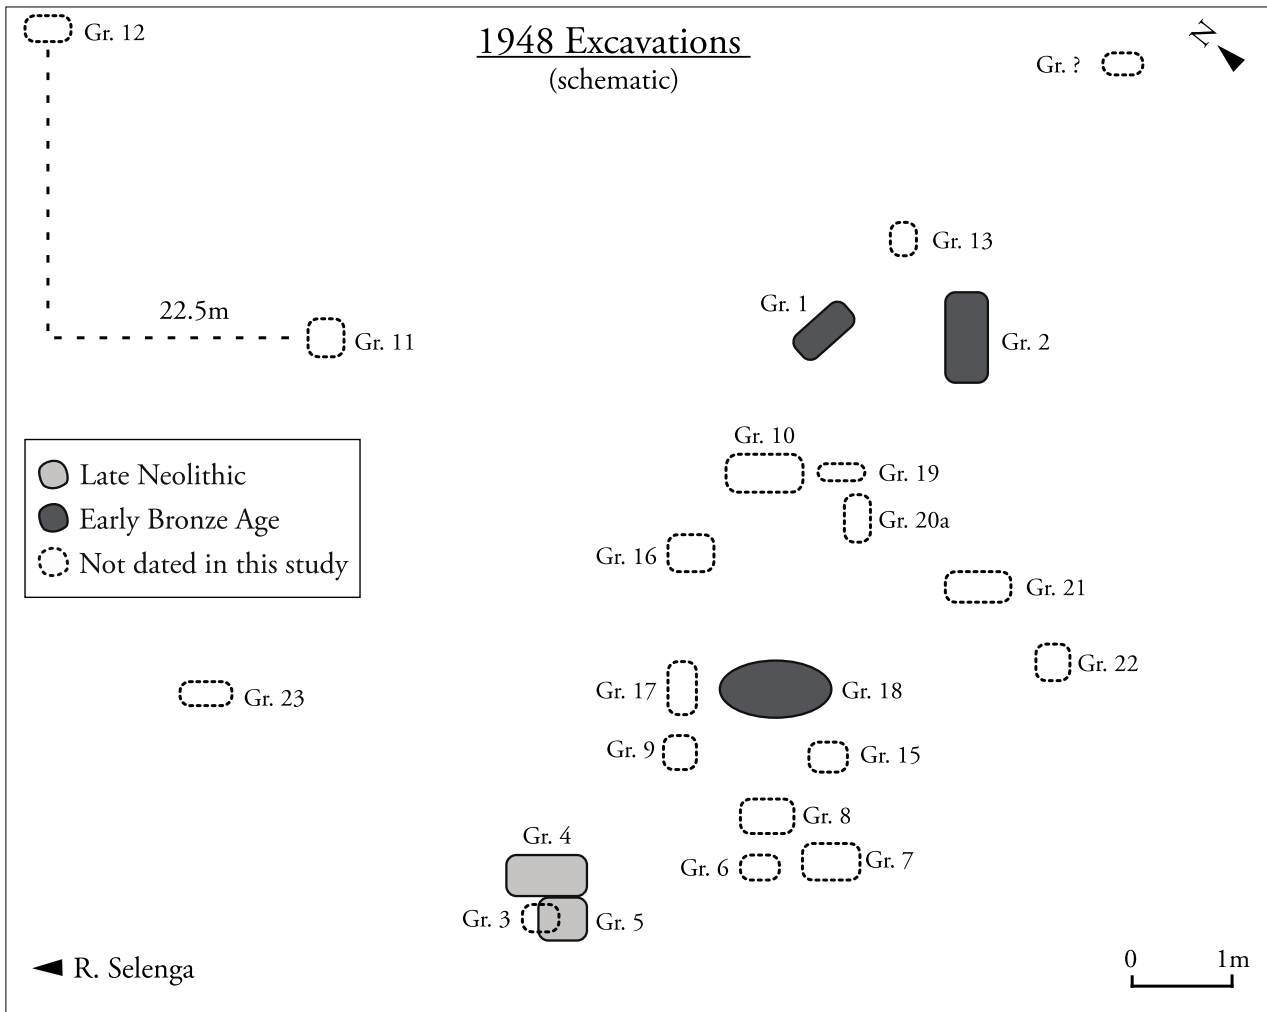 Gr. 12
1948 Excavations
(schematic)
N
Gr. ?
Gr. 13
22.5m
Gr. 1
Gr. 11
Gr. 2
Gr. 10
Late Neolithic
Early Bronze Age
Not dated in this study
Gr. 19
Gr. 20a
Gr. 16
Gr. 21
Gr. 22
Gr. 23
Gr. 17
Gr. 18
Gr. 9
Gr. 15
Gr. 8
Gr. 4
Gr. 6
Gr. 7
Gr. 3
Gr. 5
R. Selenga
0 1m